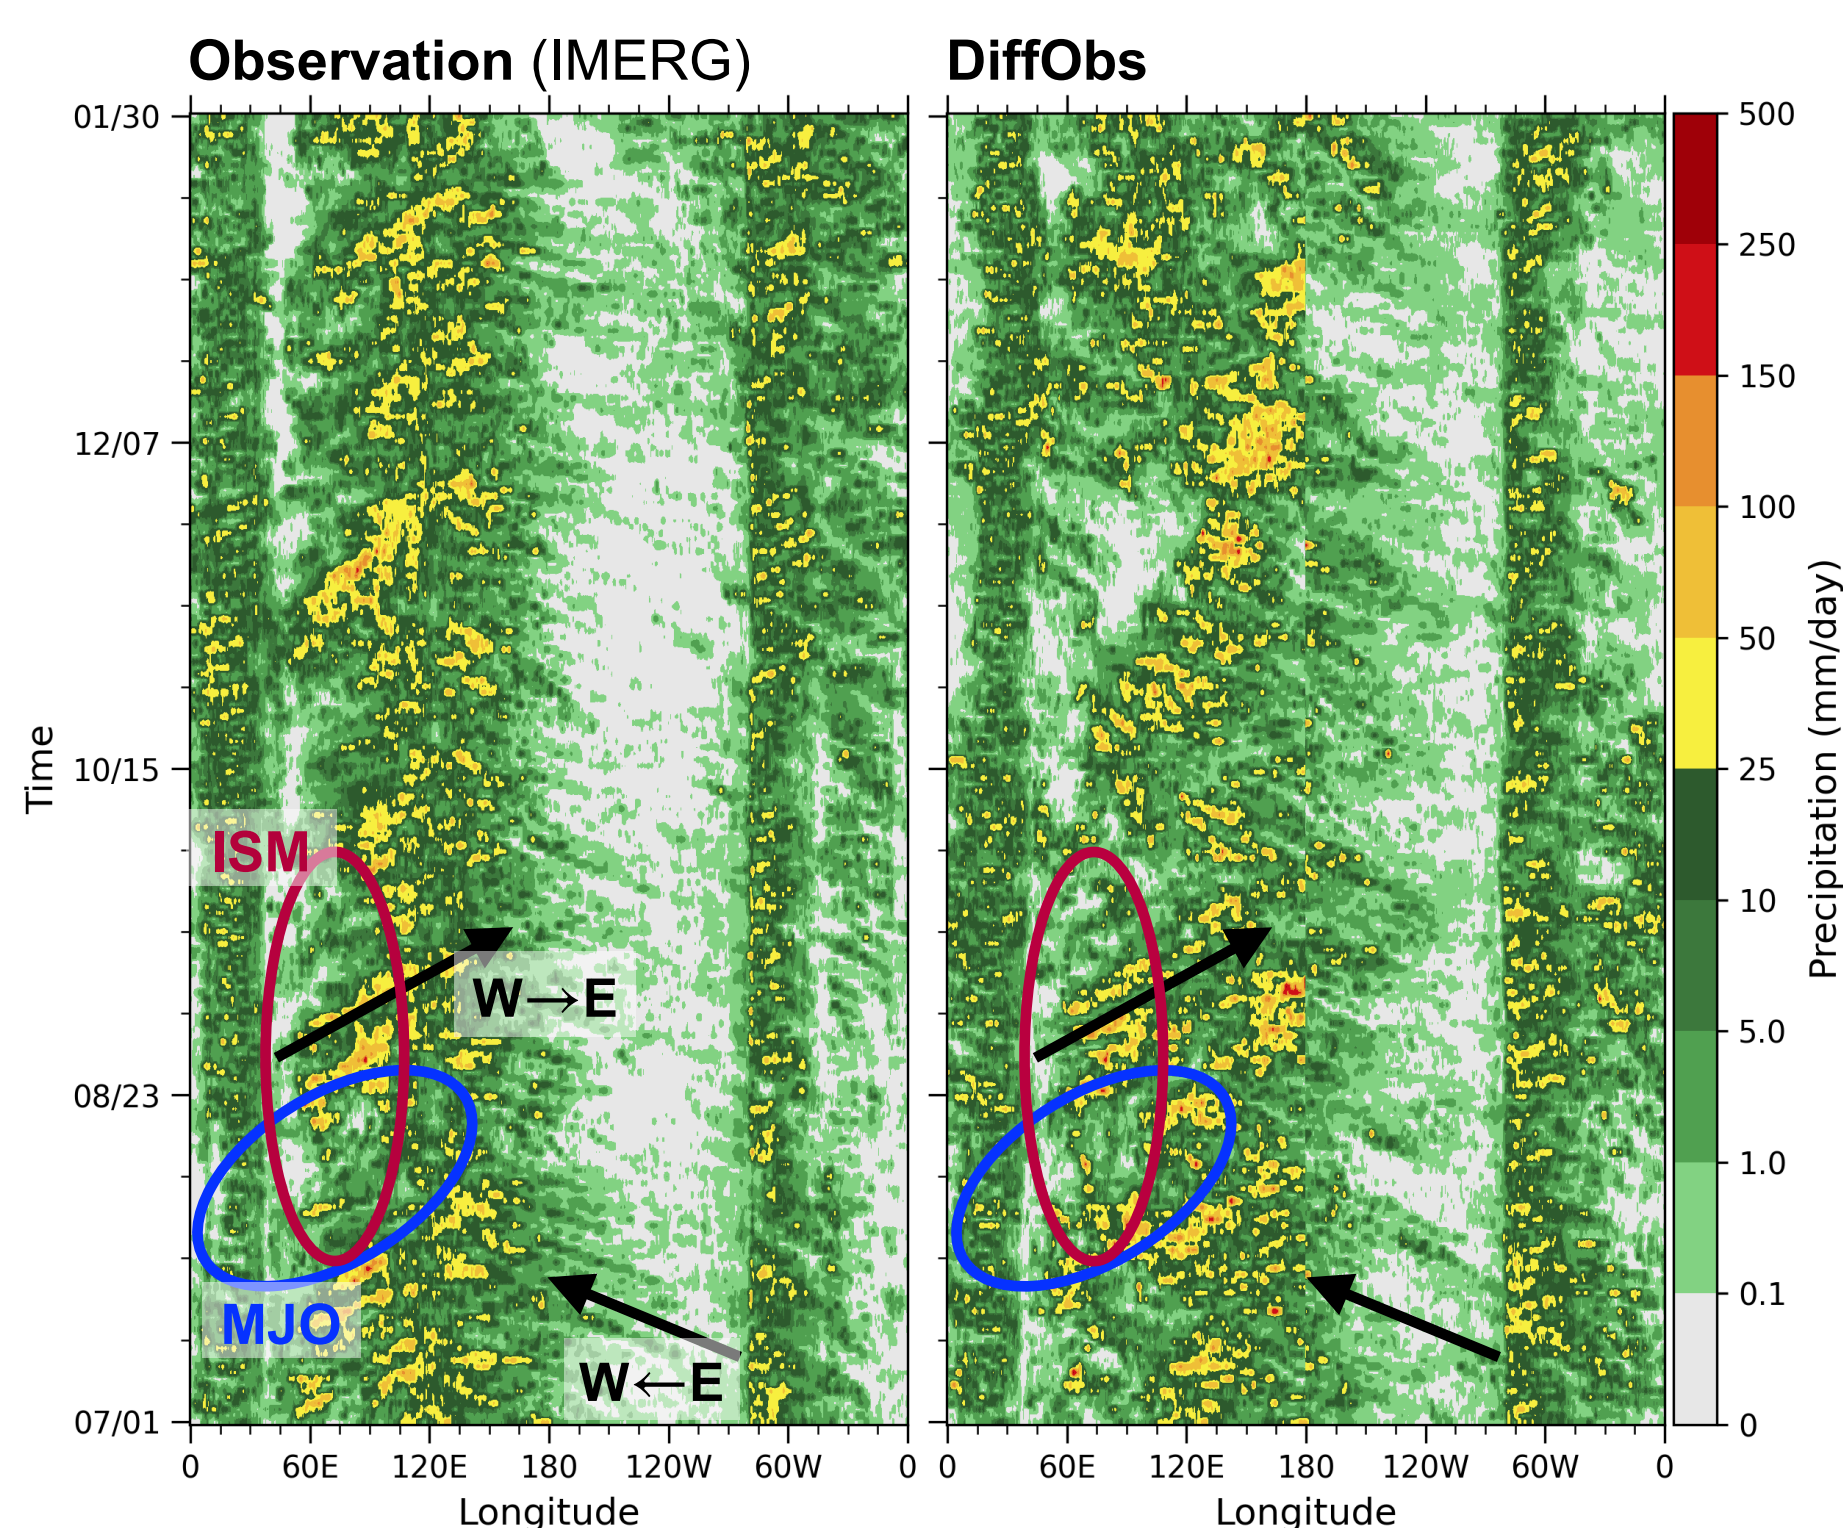 Observation (IMERG)
DiffObs
01/30
12/07
10/15
08/23
07/01
Time
ISM
W→E
MJO
W←E
0 60E 120E 180 120W 60W 0
Longitude
0 60E 120E 180 120W 60W 0
Longitude
500
250
150
100
50
25
10
5.0
1.0
0.1
0
Precipitation (mm/day)